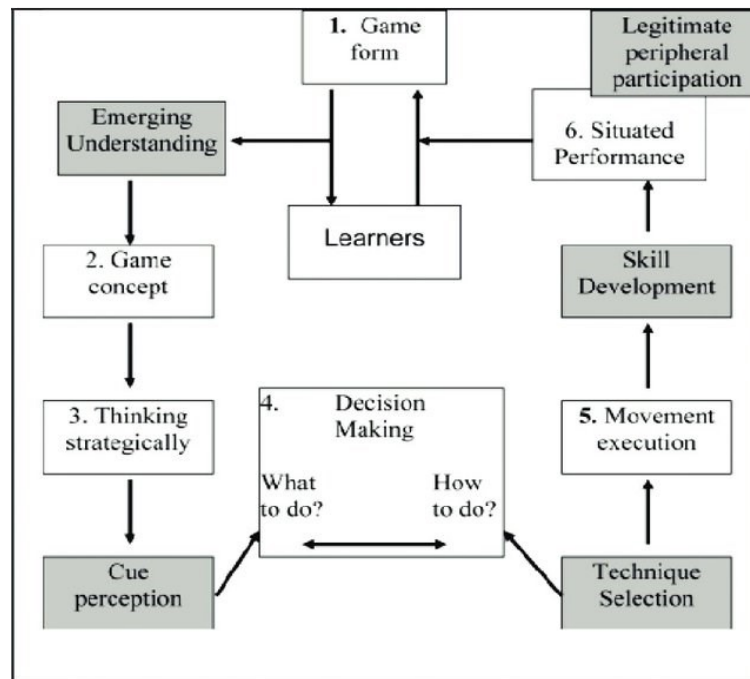 1. Game
form
Legitimate
peripheral
participation
Emerging
Understanding
6. Situated
Performance
Learners
2. Game
concept
Skill
Development
3. Thinking
strategically
4. Decision
Making
What
to do?
How
to do?
5. Movement
execution
Cue
perception
Technique
Selection